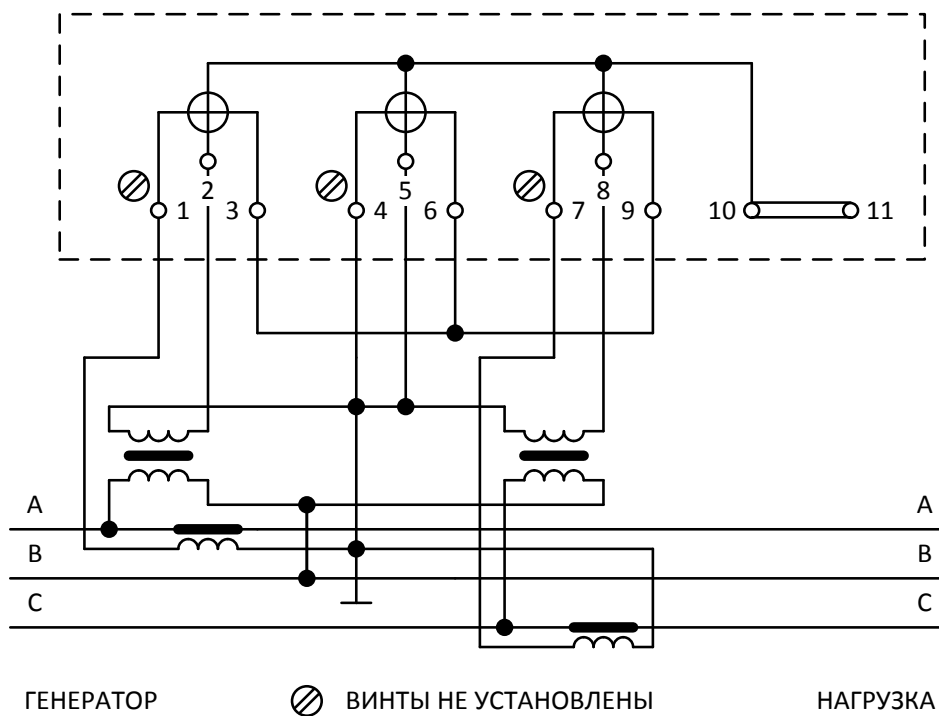 2 5 8
1 3 4 6 7 9 10 11
A A
B B
C C
ГЕНЕРАТОР ВИНТЫ НЕ УСТАНОВЛЕНЫ НАГРУЗКА